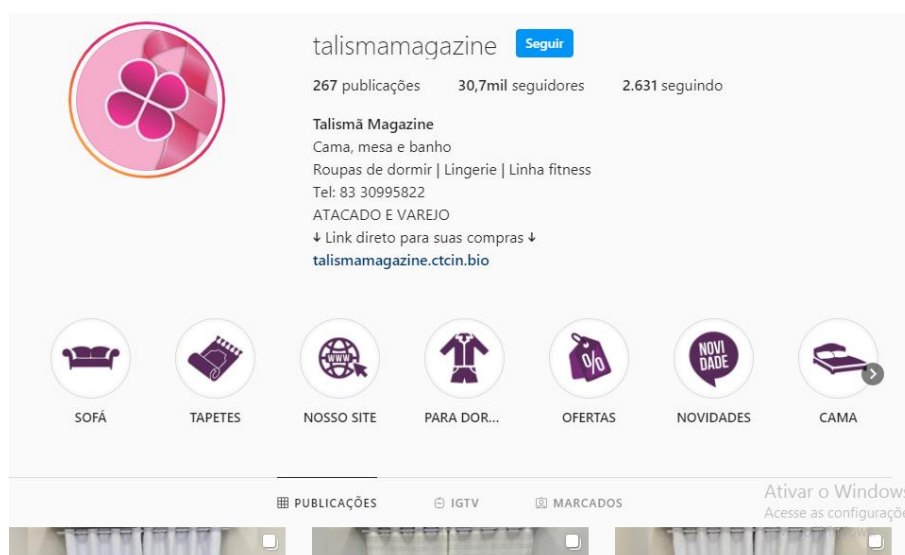 talismamagazine Seguir
267 publicações 30,7mil seguidores 2.631 seguindo
Talismã Magazine
Cama, mesa e banho
Roupas de dormir | Lingerie | Linha fitness
Tel: 83 30995822
ATACADO E VAREJO
↓ Link direto para suas compras ↓
talismamagazine.ctcin.bio
WWW
%
NOVI
DADE
SOFÁ TAPETES NOSSO SITE PARA DOR... OFERTAS NOVIDADES CAMA
PUBLICAÇÕES IGTV MARCADOS
Ativar o Windows
Acesse as configuraçõe